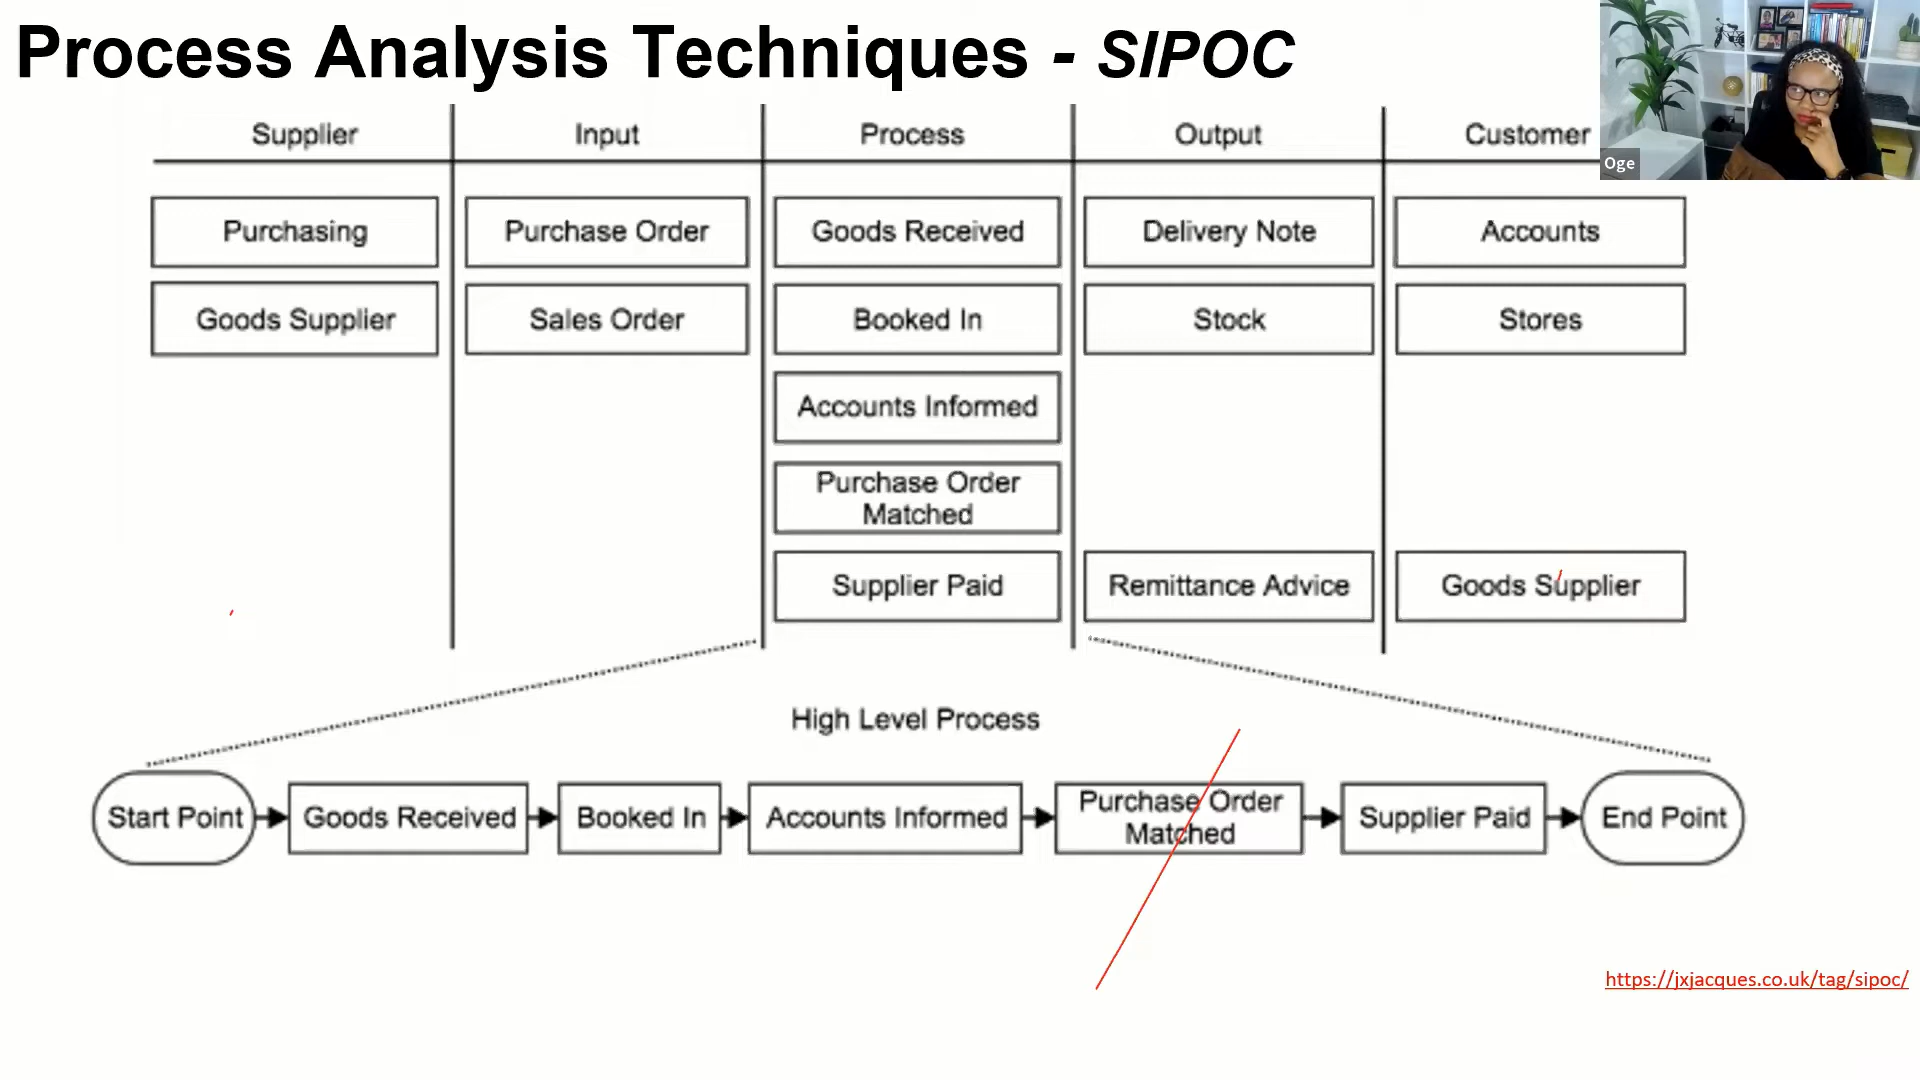 Process Analysis Techniques - SIPOC
Oge
Supplier
Input
Process
Output
Customer
Purchasing
Purchase Order
Goods Received
Delivery Note
Accounts
Goods Supplier
Sales Order
Booked In
Stock
Stores
Accounts Informed
Purchase Order
Matched
Supplier Paid
Remittance Advice
Goods Supplier
High Level Process
Start Point
Goods Received
Booked In
Accounts Informed
Purchase Order
Matched
Supplier Paid
End Point
https://jxjacques.co.uk/tag/sipoc/